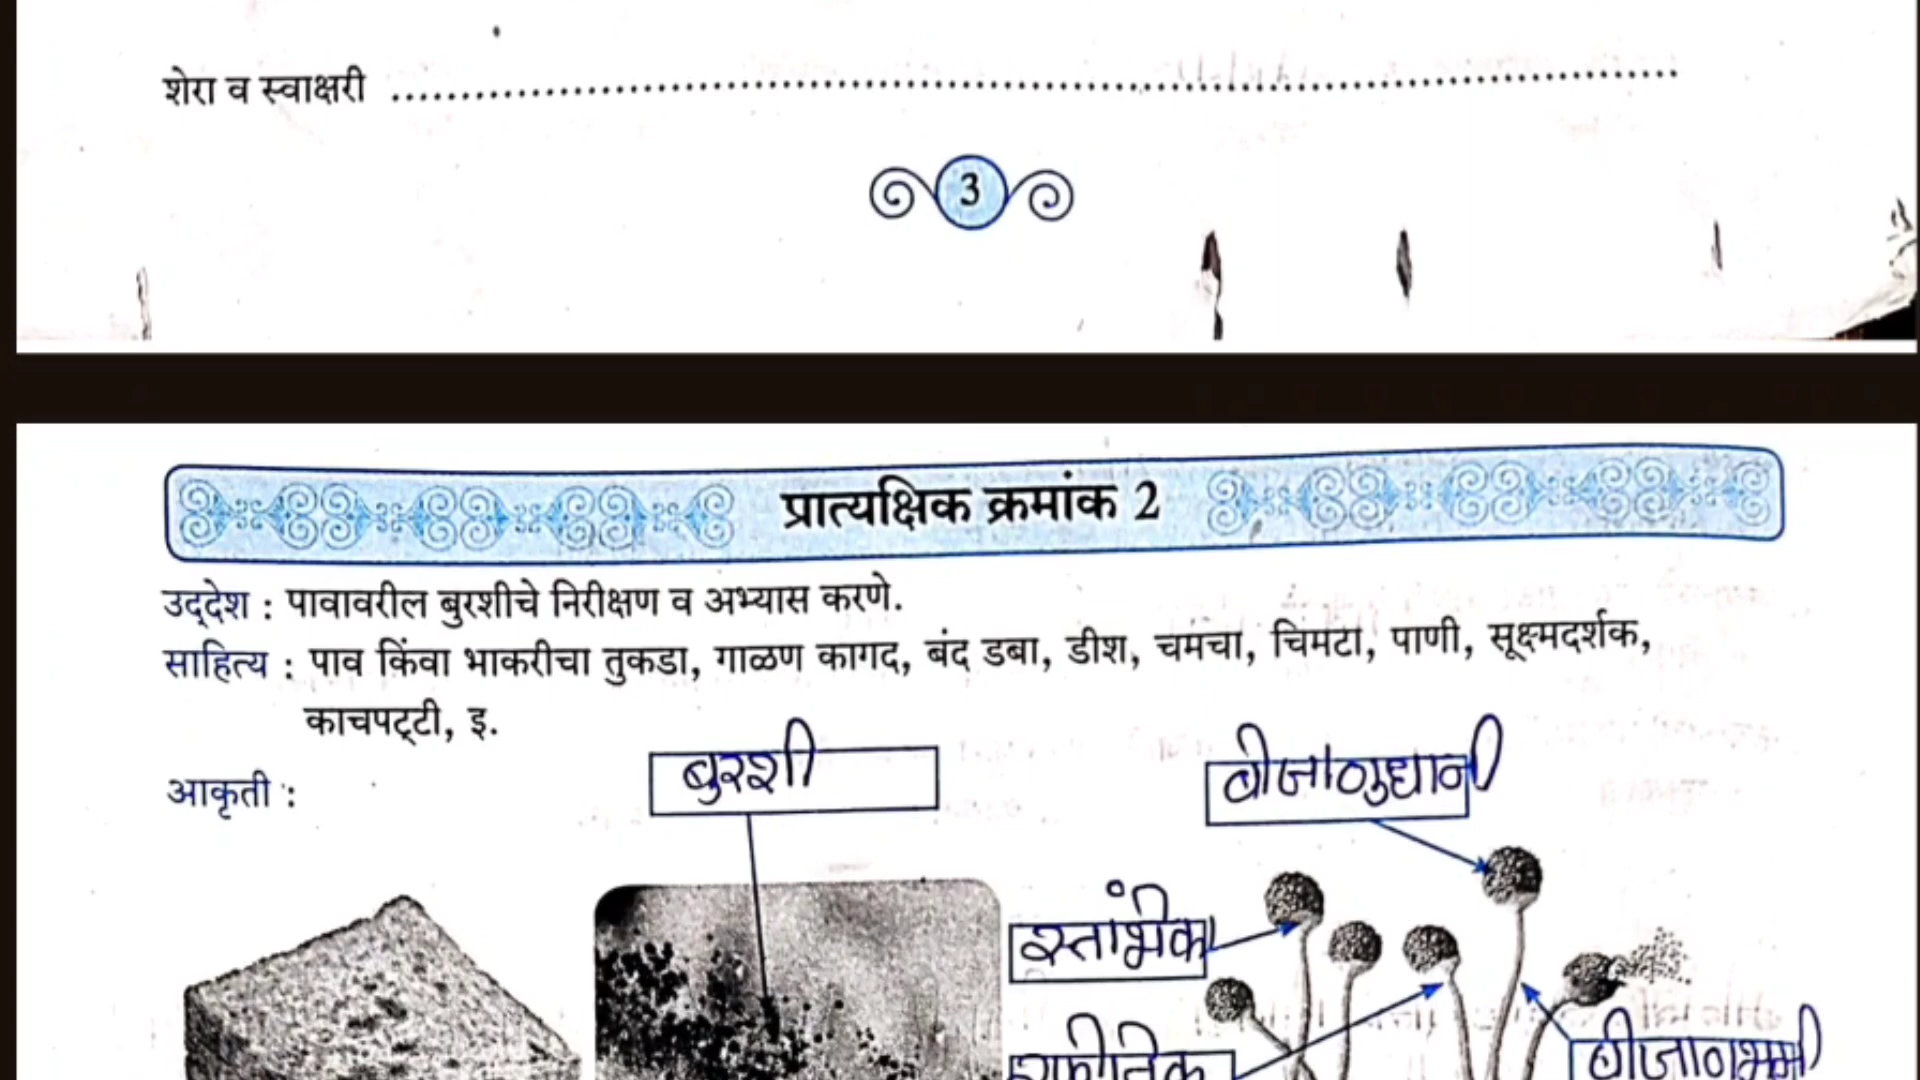 शेरा व स्वाक्षरी
3
प्रात्यक्षिक क्रमांक 2
उद्‌देश : पावावरील बुरशीचे निरीक्षण व अभ्यास करणे.
साहित्य : पाव किंवा भाकरीचा तुकडा, गाळण कागद, बंद डबा, डीश, चमचा, चिमटा, पाणी, सूक्ष्मदर्शक,
काचपट्‌टी, इ.
आकृती :
बुरशी
बीजाणुधानी